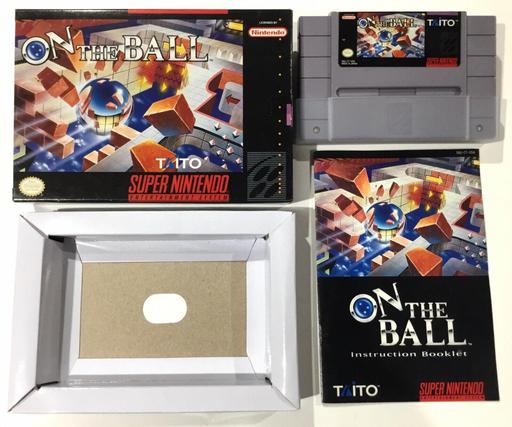 ON THE BALL
LICENSED BY
Nintendo
TAITO
SUPER NINTENDO
ENTERTAINMENT SYSTEM
ON THE BALL
TAITO
SUPER NINTENDO
ON
THE
BALL
Instruction Booklet
TAITO
SUPER NINTENDO
ENTERTAINMENT SYSTEM